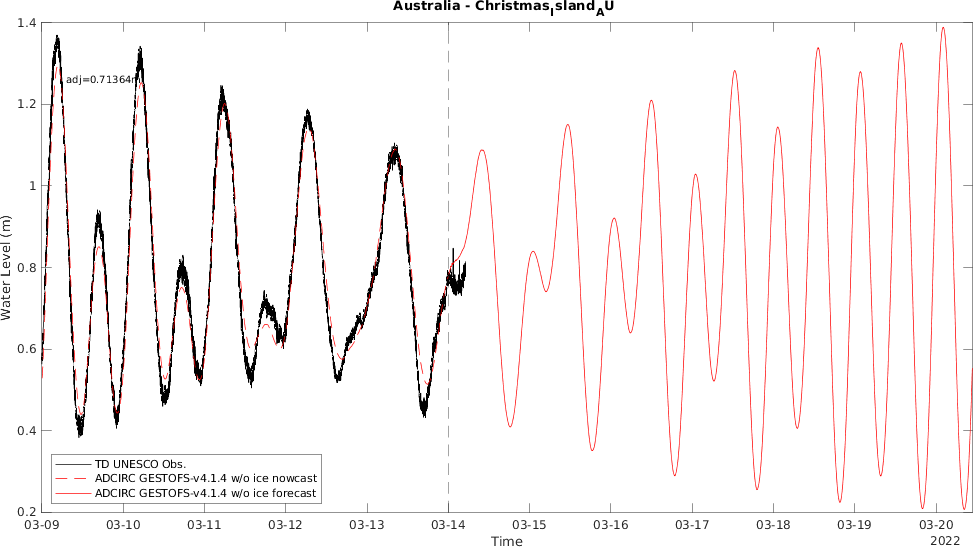 Australia - Christmas_Island_AU
1.4
adj=0.71364m
1.2
1
0.8
0.6
0.4
0.2
Water Level (m)
TD UNESCO Obs.
ADCIRC GESTOFS-v4.1.4 w/o ice nowcast
ADCIRC GESTOFS-v4.1.4 w/o ice forecast
03-09 03-10 03-11 03-12 03-13 03-14 03-15 03-16 03-17 03-18 03-19 03-20
Time
2022